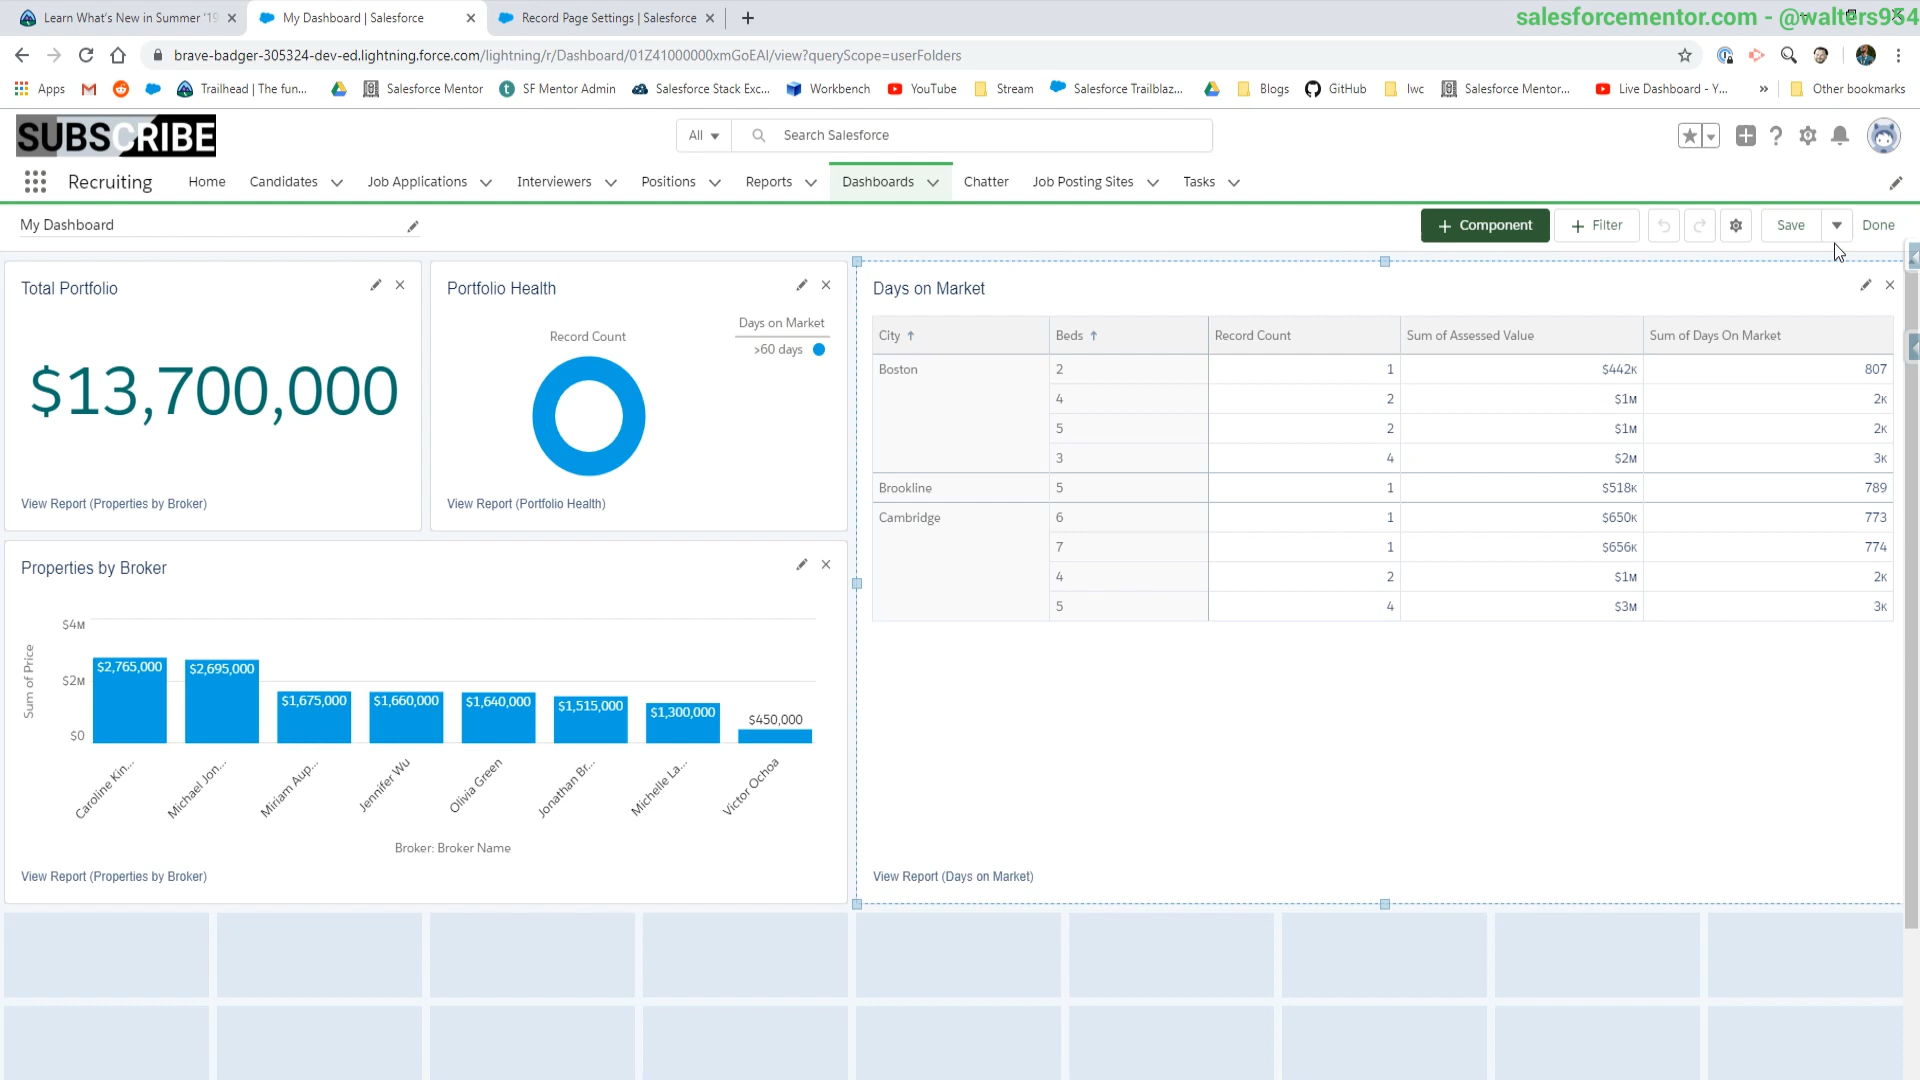 Learn What's New in Summer '19
My Dashboard | Salesforce
Record Page Settings | Salesforce
salesforcementor.com - @walters954
brave-badger-305324-dev-ed.lightning.force.com/lightning/r/Dashboard/01Z41000000xmGoEAI/view?queryScope=userFolders
Apps
Trailhead | The fun...
Salesforce Mentor
SF Mentor Admin
Salesforce Stack Exc...
Workbench
YouTube
Stream
Salesforce Trailblaz...
Blogs
GitHub
lwc
Salesforce Mentor...
Live Dashboard - Y...
»
Other bookmarks
SUBSCRIBE
All
Search Salesforce
Recruiting
Home
Candidates
Job Applications
Interviewers
Positions
Reports
Dashboards
Chatter
Job Posting Sites
Tasks
My Dashboard
+ Component
+ Filter
Save
Done
Total Portfolio
$13,700,000
View Report (Properties by Broker)
Portfolio Health
Record Count
Days on Market
>60 days
View Report (Portfolio Health)
Days on Market
City ↑ Beds ↑ Record Count Sum of Assessed Value Sum of Days On Market
Boston 2 1 $442K 807
4 2 $1M 2K
5 2 $1M 2K
3 4 $2M 3K
Brookline 5 1 $518K 789
Cambridge 6 1 $650K 773
7 1 $656K 774
4 2 $1M 2K
5 4 $3M 3K
View Report (Days on Market)
Properties by Broker
Sum of Price
$4M
$2M
$0
$2,765,000
$2,695,000
$1,675,000
$1,660,000
$1,640,000
$1,515,000
$1,300,000
$450,000
Caroline Kin...
Michael Jon...
Miriam Aup...
Jennifer Wu
Olivia Green
Jonathan Br...
Michelle La...
Victor Ochoa
Broker: Broker Name
View Report (Properties by Broker)